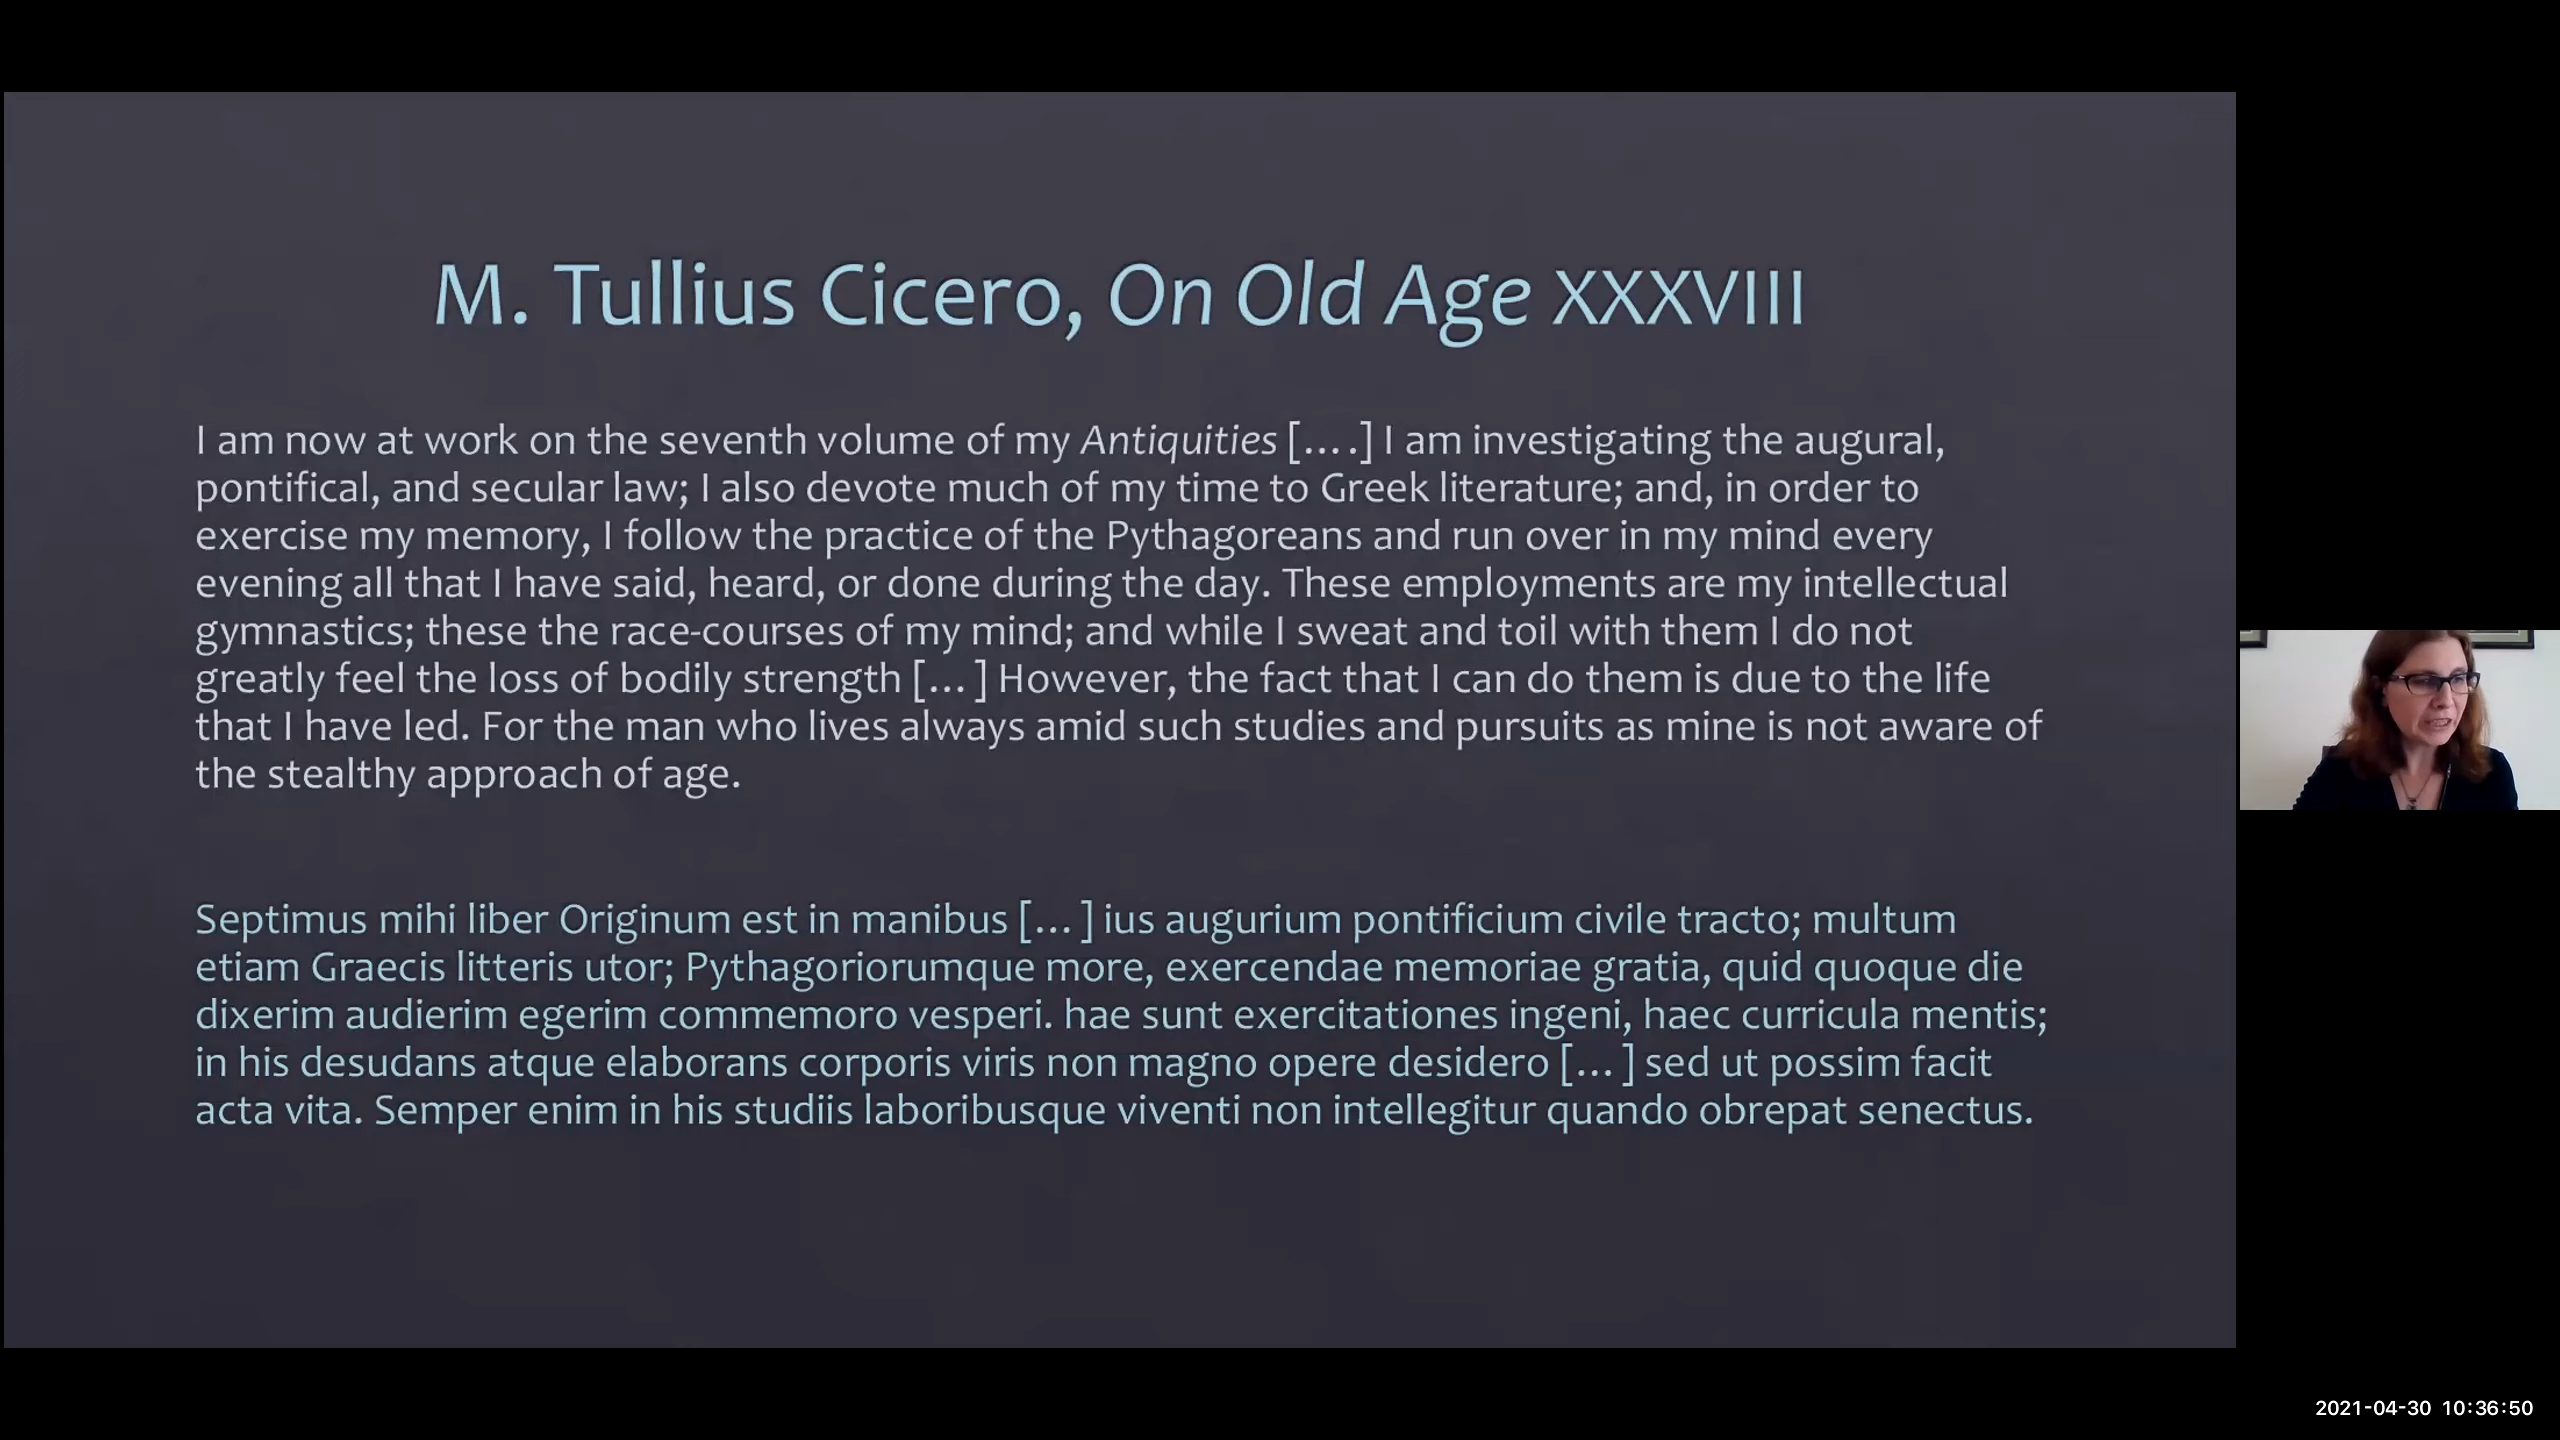 M. Tullius Cicero, On Old Age XXXVIII
I am now at work on the seventh volume of my Antiquities [....] I am investigating the augural,
pontifical, and secular law; I also devote much of my time to Greek literature; and, in order to
exercise my memory, I follow the practice of the Pythagoreans and run over in my mind every
evening all that I have said, heard, or done during the day. These employments are my intellectual
gymnastics; these the race-courses of my mind; and while I sweat and toil with them I do not
greatly feel the loss of bodily strength [...] However, the fact that I can do them is due to the life
that I have led. For the man who lives always amid such studies and pursuits as mine is not aware of
the stealthy approach of age.
Septimus mihi liber Originum est in manibus [...] ius augurium pontificium civile tracto; multum
etiam Graecis litteris utor; Pythagoriorumque more, exercendae memoriae gratia, quid quoque die
dixerim audierim egerim commemoro vesperi. hae sunt exercitationes ingeni, haec curricula mentis;
in his desudans atque elaborans corporis viris non magno opere desidero [...] sed ut possim facit
acta vita. Semper enim in his studiis laboribusque viventi non intellegitur quando obrepat senectus.
2021-04-30 10:36:50